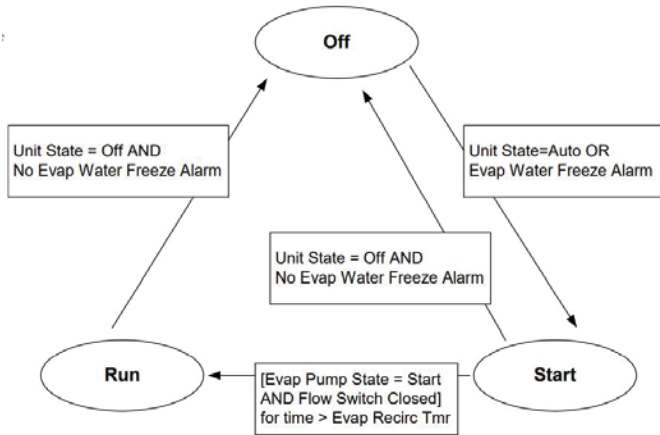 Off
Unit State = Off AND
No Evap Water Freeze Alarm
Unit State=Auto OR
Evap Water Freeze Alarm
Unit State = Off AND
No Evap Water Freeze Alarm
Run
[Evap Pump State = Start
AND Flow Switch Closed]
for time > Evap Recirc Tmr
Start